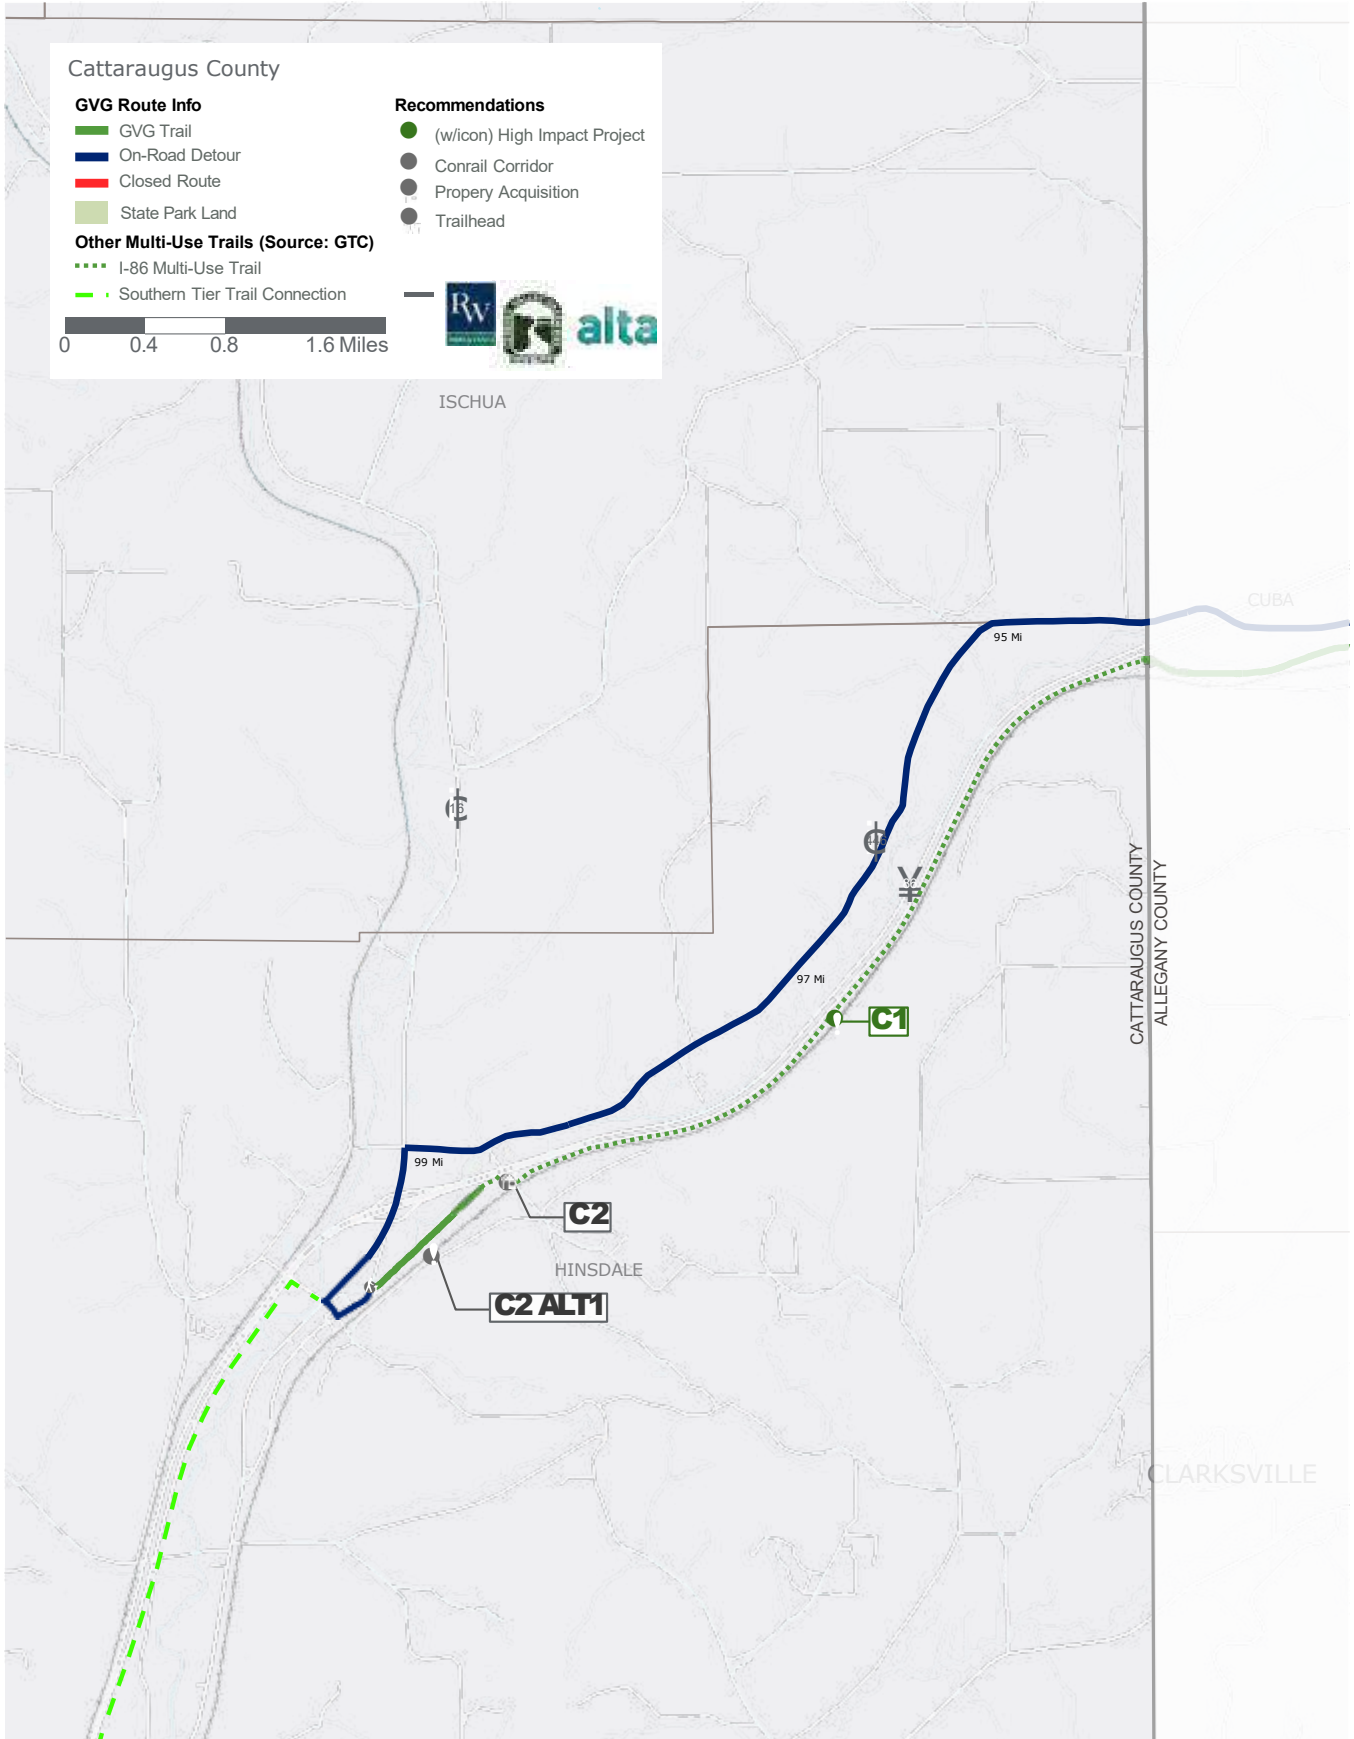 Cattaraugus County
GVG Route Info
GVG Trail
On-Road Detour
Closed Route
State Park Land
Other Multi-Use Trails (Source: GTC)
I-86 Multi-Use Trail
Southern Tier Trail Connection
0 0.4 0.8 1.6 Miles
Recommendations
(w/icon) High Impact Project
Conrail Corridor
Propery Acquisition
Trailhead
RW
alta
ISCHUA
CUBA
95 Mi
16
CATTARAUGUS COUNTY
ALLEGANY COUNTY
97 Mi
C1
99 Mi
C2
HINSDALE
C2 ALT1
CLARKSVILLE